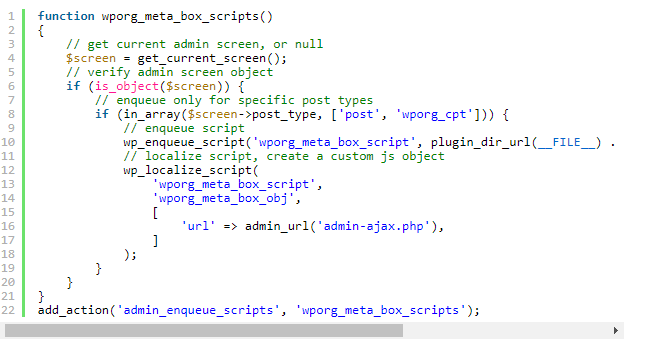 1 function wporg_meta_box_scripts()
2 {
3     // get current admin screen, or null
4     $screen = get_current_screen();
5     // verify admin screen object
6     if (is_object($screen)) {
7         // enqueue only for specific post types
8         if (in_array($screen->post_type, ['post', 'wporg_cpt'])) {
9             // enqueue script
10             wp_enqueue_script('wporg_meta_box_script', plugin_dir_url(__FILE__) .
11             // localize script, create a custom js object
12             wp_localize_script(
13                 'wporg_meta_box_script',
14                 'wporg_meta_box_obj',
15                 [
16                     'url' => admin_url('admin-ajax.php'),
17                 ]
18             );
19         }
20     }
21 }
22 add_action('admin_enqueue_scripts', 'wporg_meta_box_scripts');